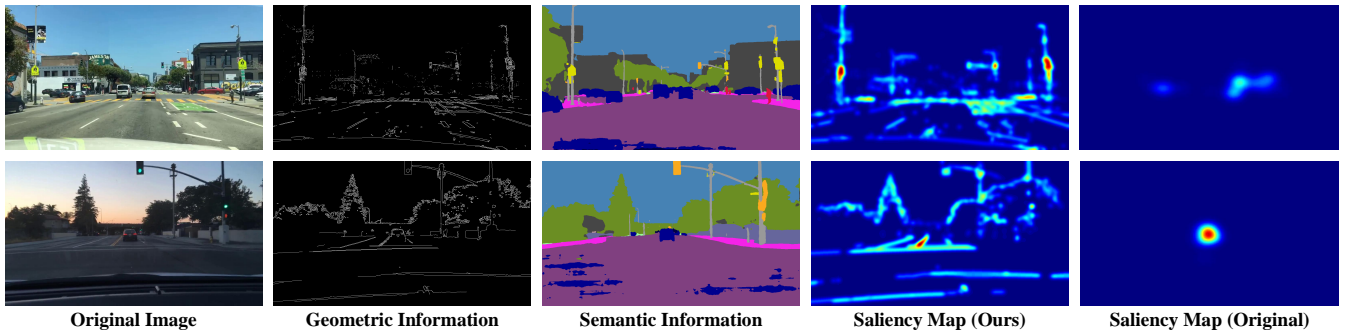 Original Image
Geometric Information
Semantic Information
Saliency Map (Ours)
Saliency Map (Original)